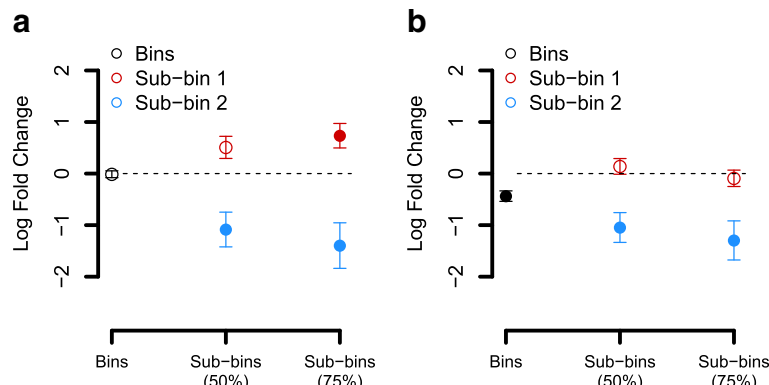 a
Bins
Sub−bin 1
Sub−bin 2
Log Fold Change
2
1
0
−1
−2
Bins
Sub−bins
(50%)
Sub−bins
(75%)
b
Bins
Sub−bin 1
Sub−bin 2
Log Fold Change
2
1
0
−1
−2
Bins
Sub−bins
(50%)
Sub−bins
(75%)